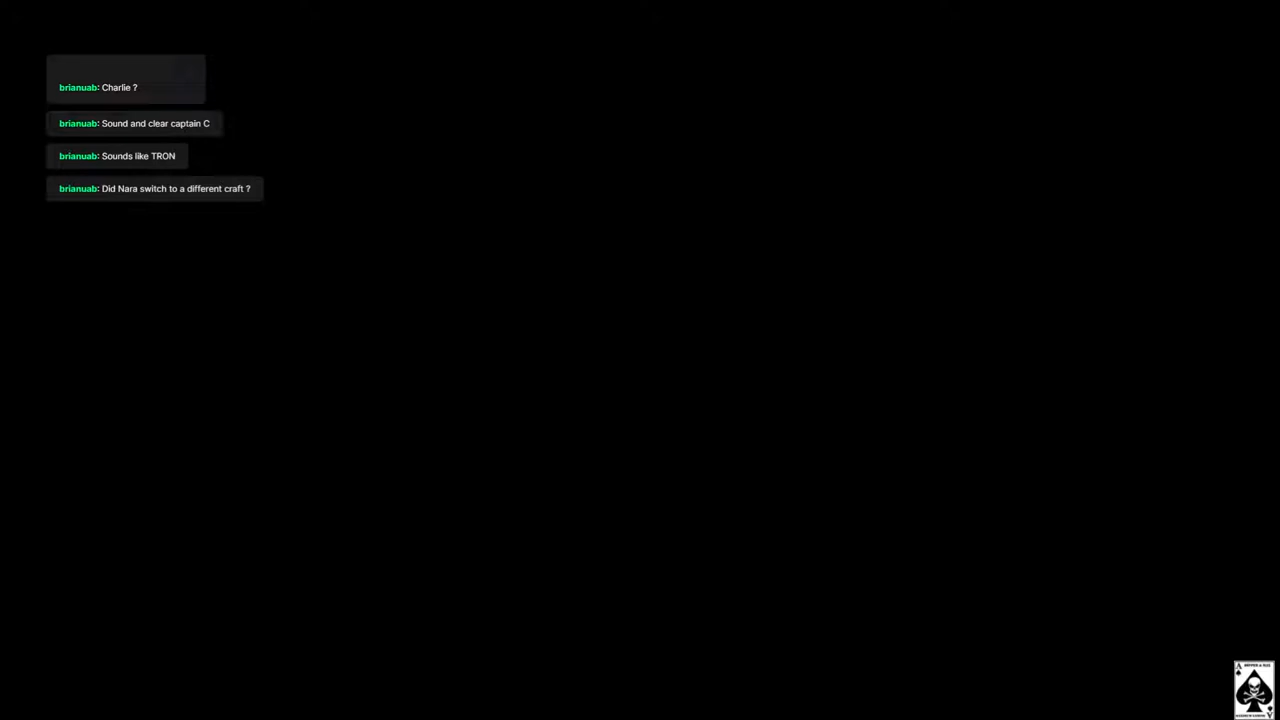 brianuab: Charlie ?
brianuab: Sound and clear captain C
brianuab: Sounds like TRON
brianuab: Did Nara switch to a different craft ?
A
A